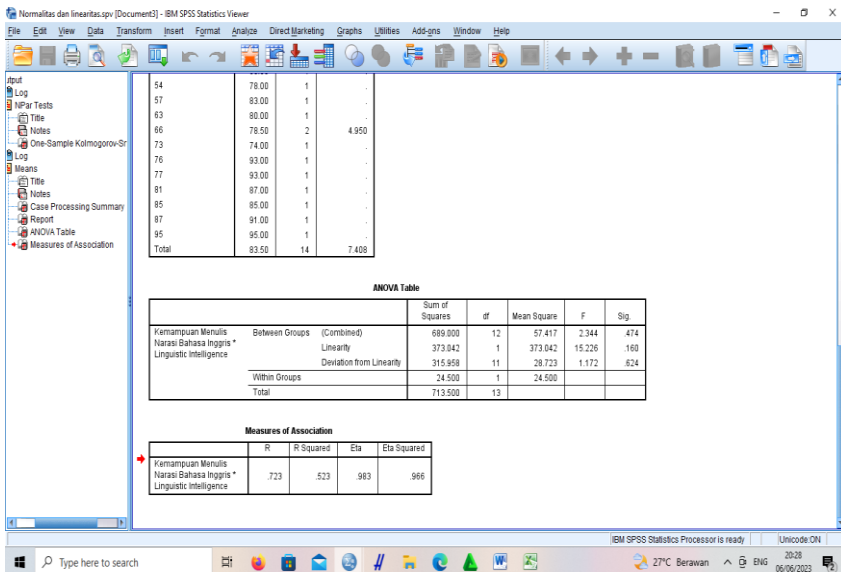 Normalitas dan linearitas.spv [Document3] - IBM SPSS Statistics Viewer
File Edit View Data Transform Insert Format Analyze Direct Marketing Graphs Utilities Add-ons Window Help
utput
Log
NPar Tests
Title
Notes
One-Sample Kolmogorov-Sr
Log
Means
Title
Notes
Case Processing Summary
Report
ANOVA Table
Measures of Association
54 78.00 1 .
57 83.00 1 .
63 80.00 1 .
66 78.50 2 4.950
73 74.00 1 .
76 93.00 1 .
77 93.00 1 .
81 87.00 1 .
85 85.00 1 .
87 91.00 1 .
95 95.00 1 .
Total 83.50 14 7.408
ANOVA Table
Sum of
Squares df Mean Square F Sig.
Kemampuan Menulis Between Groups (Combined) 689.000 12 57.417 2.344 .474
Narasi Bahasa Inggris * Linearity 373.042 1 373.042 15.226 .160
Linguistic Intelligence
Deviation from Linearity 315.958 11 28.723 1.172 .624
Within Groups 24.500 1 24.500
Total 713.500 13
Measures of Association
R R Squared Eta Eta Squared
Kemampuan Menulis
Narasi Bahasa Inggris * .723 .523 .983 .966
Linguistic Intelligence
IBM SPSS Statistics Processor is ready Unicode:ON
Type here to search
27°C Berawan ENG
20:28
06/06/2023
2